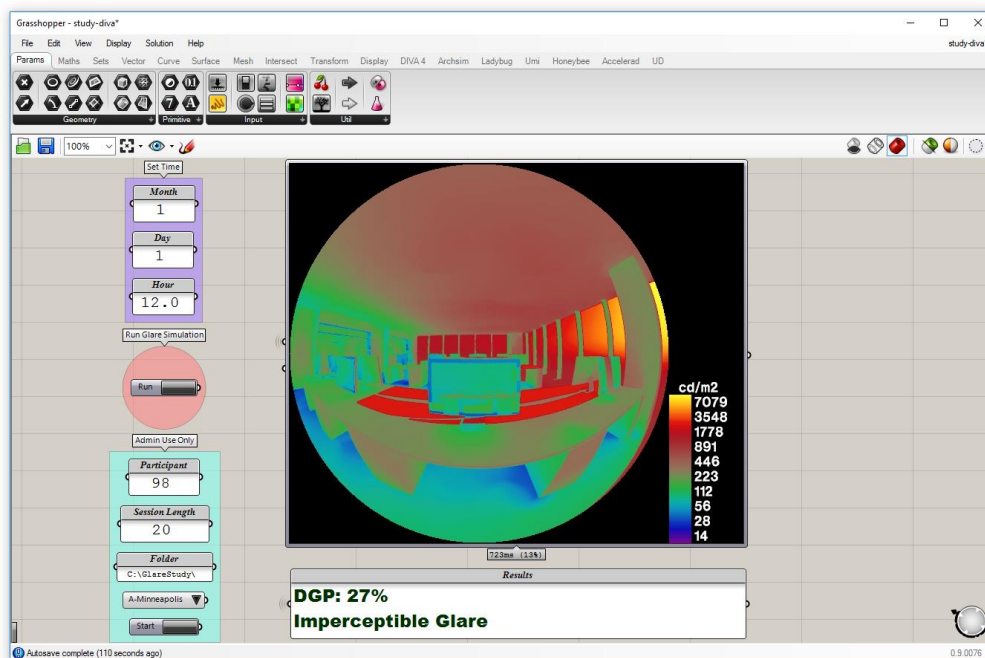 Grasshopper - study-diva*
File Edit View Display Solution Help
study-diva
Params Maths Sets Vector Curve Surface Mesh Intersect Transform Display DIVA 4 Archsim Ladybug Umi Honeybee Accelerad UD
Geometry + Primitive + Input + Util +
100%
Set Time
Month
1
Day
1
Hour
12.0
Run Glare Simulation
Run
Admin Use Only
Participant
98
Session Length
20
Folder
C:\GlareStudy\
A-Minneapolis
Start
cd/m2
7079
3548
1778
891
446
223
112
56
28
14
723ms (13%)
Results
DGP: 27%
Imperceptible Glare
Autosave complete (110 seconds ago)
0.9.0076